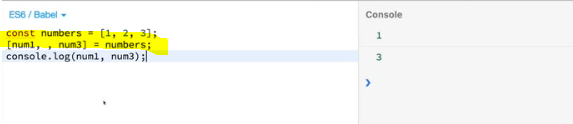 ES6 / Babel
Console
const numbers = [1, 2, 3];
[num1, , num3] = numbers;
console.log(num1, num3);
1
3